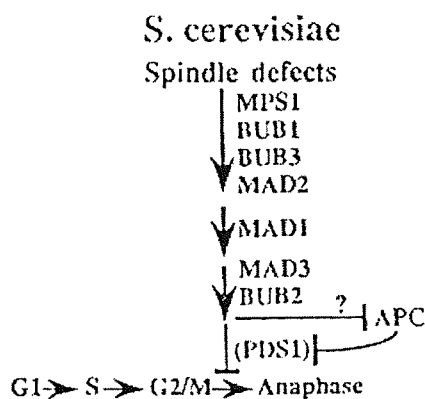 S. cerevisiae
Spindle defects
MPS1
BUB1
BUB3
MAD2
MAD1
MAD3
BUB2
? APC
(PDS1)
G1 S G2/M Anaphase